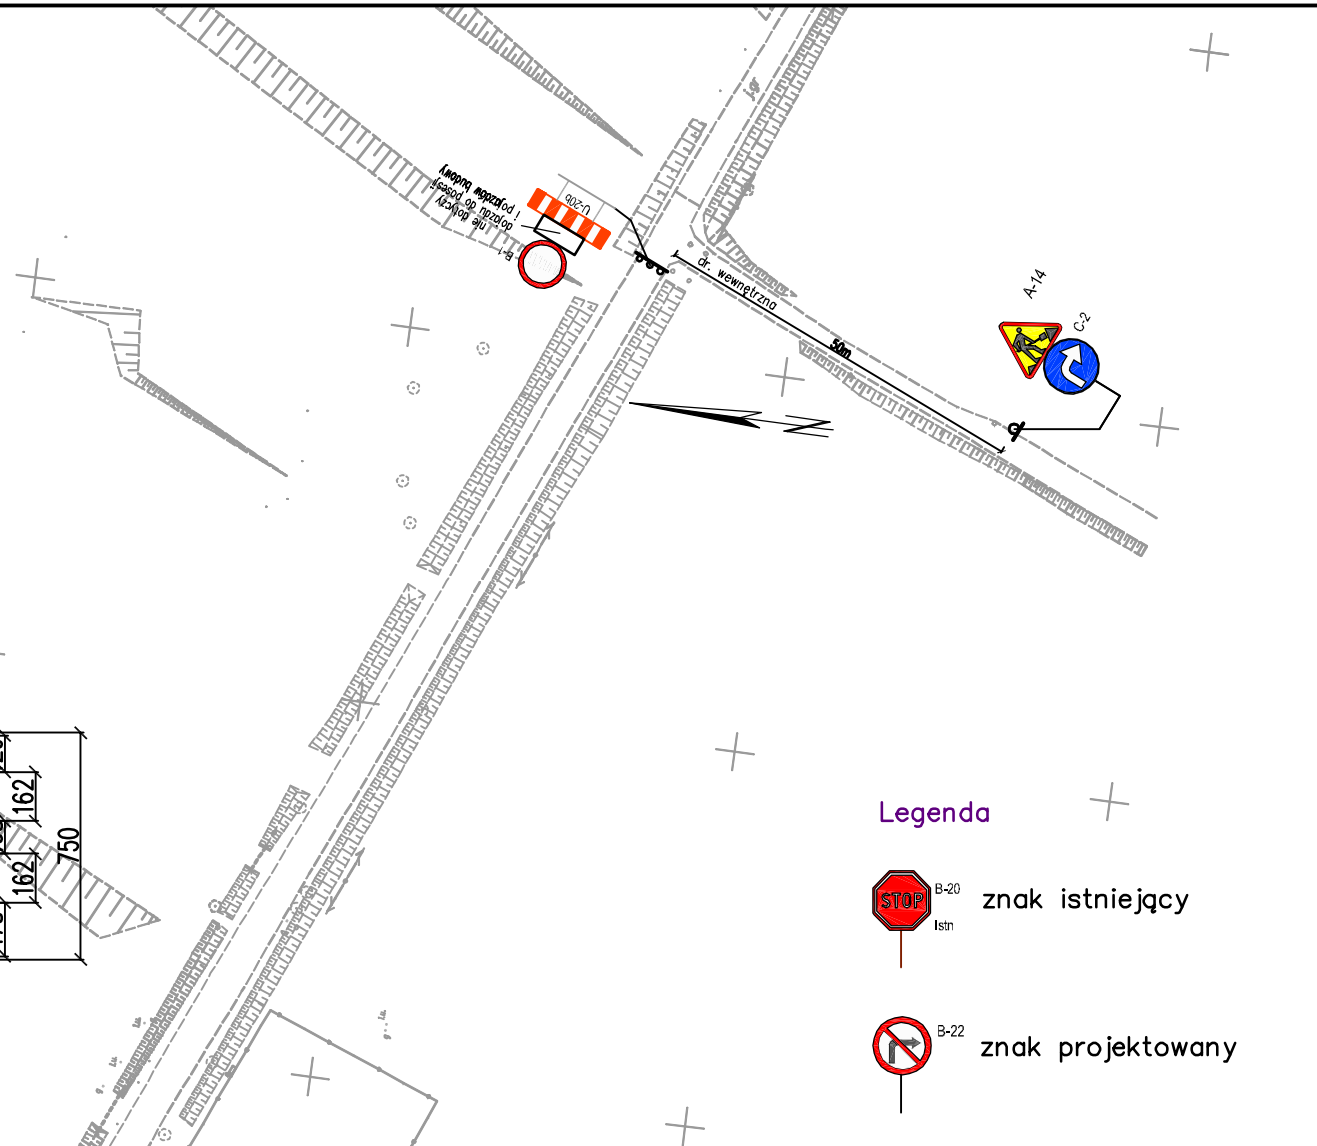 j.gr
nie dotyczy
dojazdu do posesji
i pojazdów budowy
U-20b
B-1
dr. wewnętrzna
50m
A-14
C-2
N
162
750
162
Legenda
STOP
B-20
Istn
znak istniejący
B-22
znak projektowany